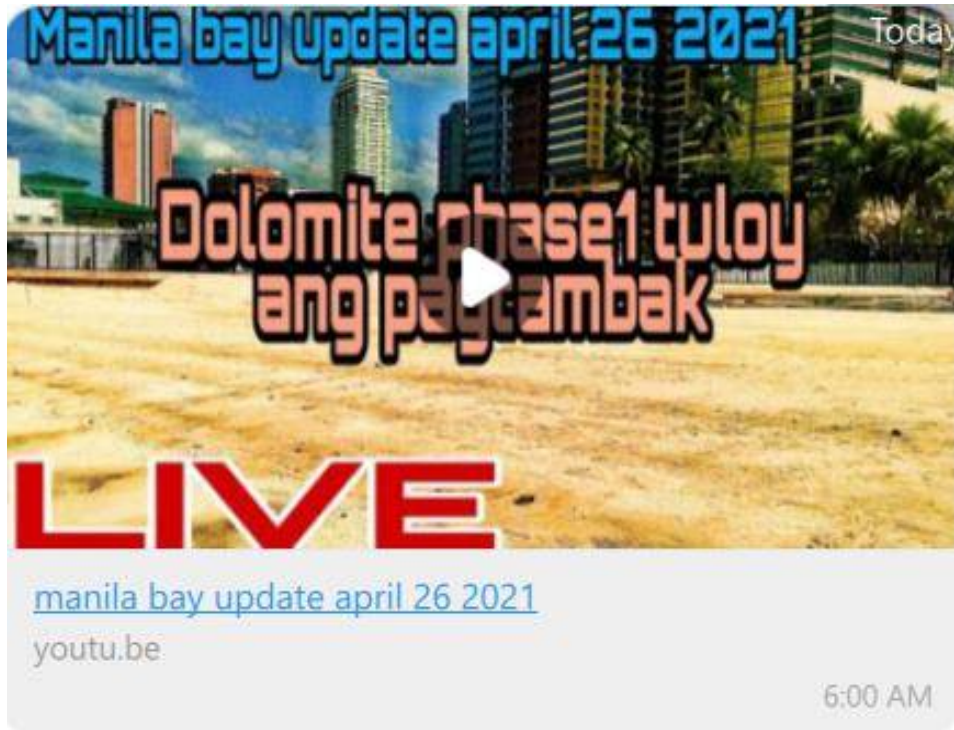 Manila bay update april 26 2021
Today
Dolomite phase1 tuloy
ang pagtambak
LIVE
manila bay update april 26 2021
youtu.be
6:00 AM